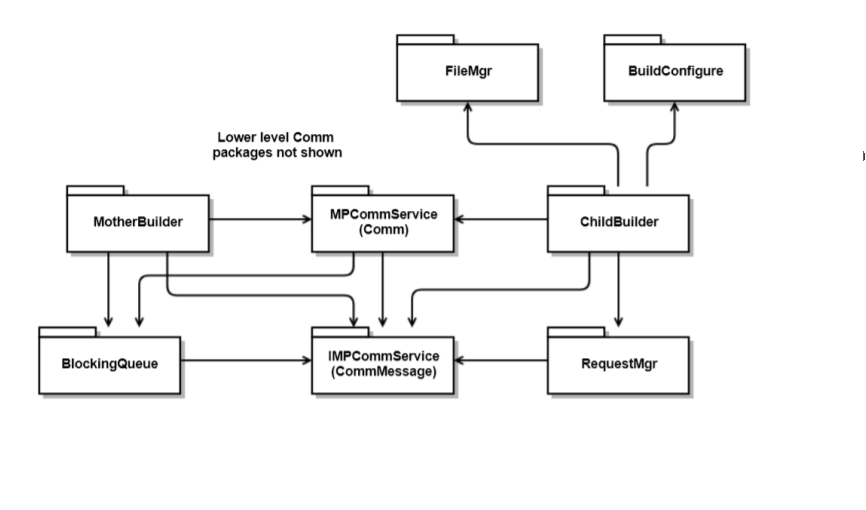 FileMgr
BuildConfigure
Lower level Comm
packages not shown
MotherBuilder
MPCommService
(Comm)
ChildBuilder
BlockingQueue
IMPCommService
(CommMessage)
RequestMgr